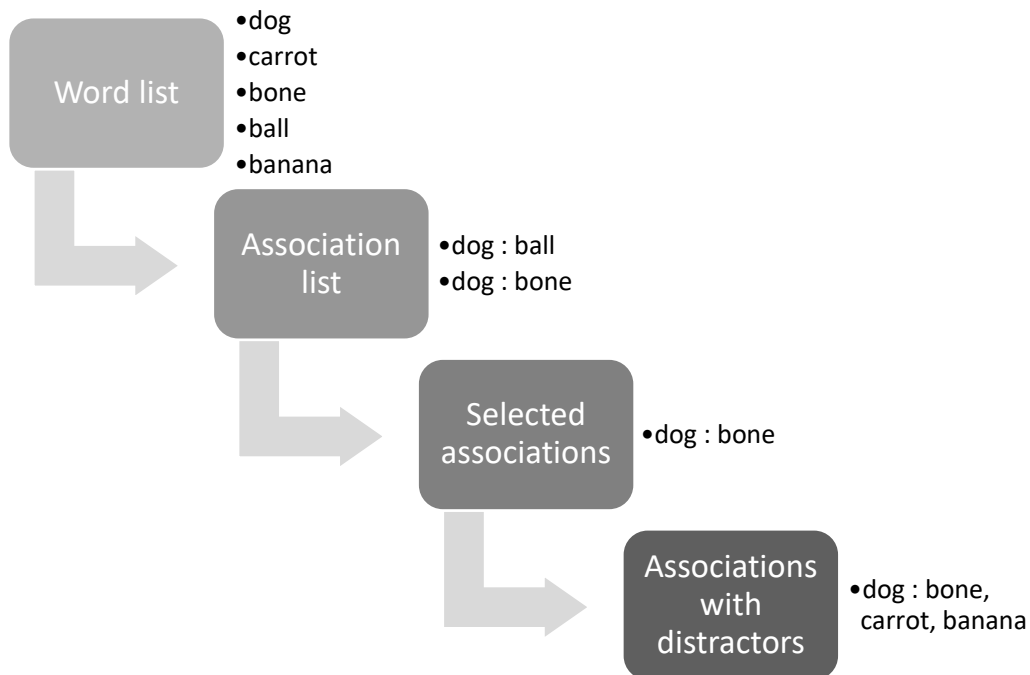 Word list
•dog
•carrot
•bone
•ball
•banana
Association
list
•dog : ball
•dog : bone
Selected
associations
•dog : bone
Associations
with
distractors
•dog : bone,
carrot, banana